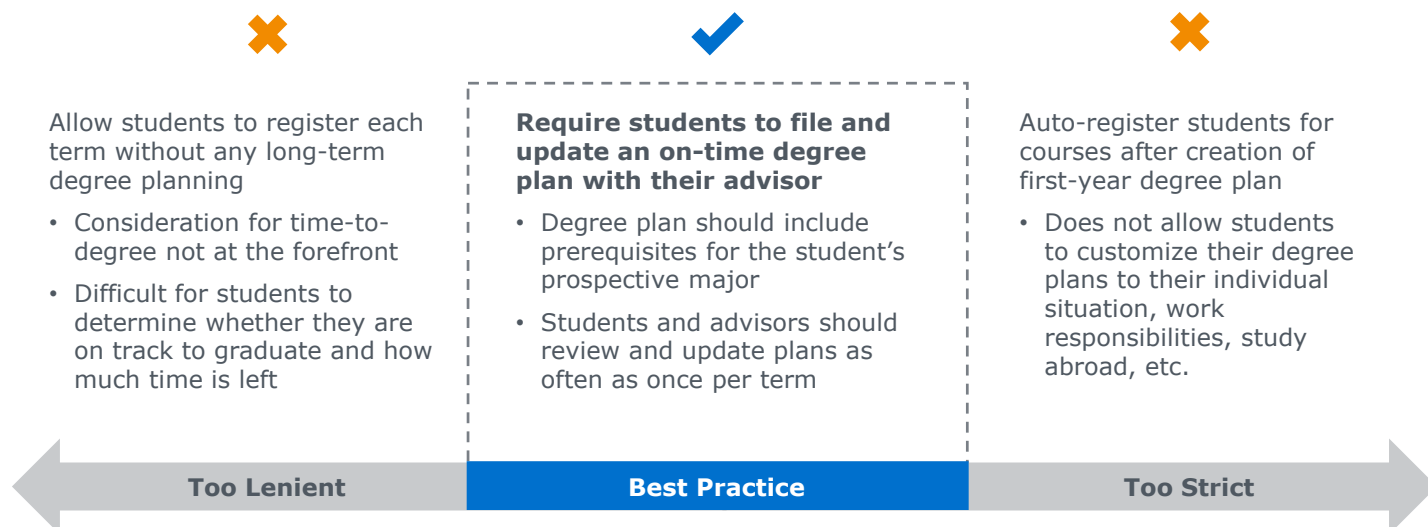 Allow students to register each
term without any long-term
degree planning
• Consideration for time-to-
degree not at the forefront
• Difficult for students to
determine whether they are
on track to graduate and how
much time is left
Require students to file and
update an on-time degree
plan with their advisor
• Degree plan should include
prerequisites for the student’s
prospective major
• Students and advisors should
review and update plans as
often as once per term
Auto-register students for
courses after creation of
first-year degree plan
• Does not allow students
to customize their degree
plans to their individual
situation, work
responsibilities, study
abroad, etc.
Too Lenient
Best Practice
Too Strict